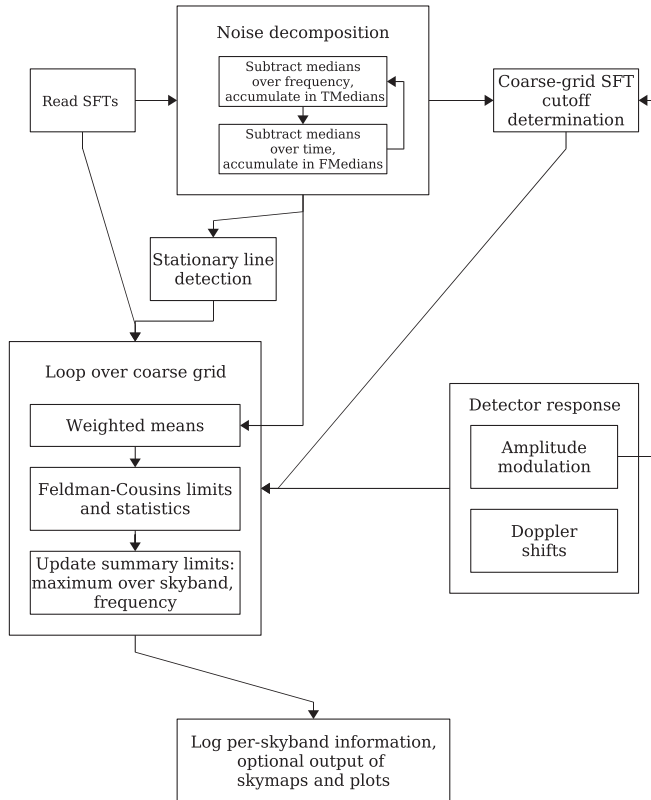 Noise decomposition
Subtract medians
over frequency,
accumulate in TMedians
Subtract medians
over time,
accumulate in FMedians
Read SFTs
Coarse-grid SFT
cutoff
determination
Stationary line
detection
Loop over coarse grid
Weighted means
Feldman-Cousins limits
and statistics
Update summary limits:
maximum over skyband,
frequency
Detector response
Amplitude
modulation
Doppler
shifts
Log per-skyband information,
optional output of
skymaps and plots